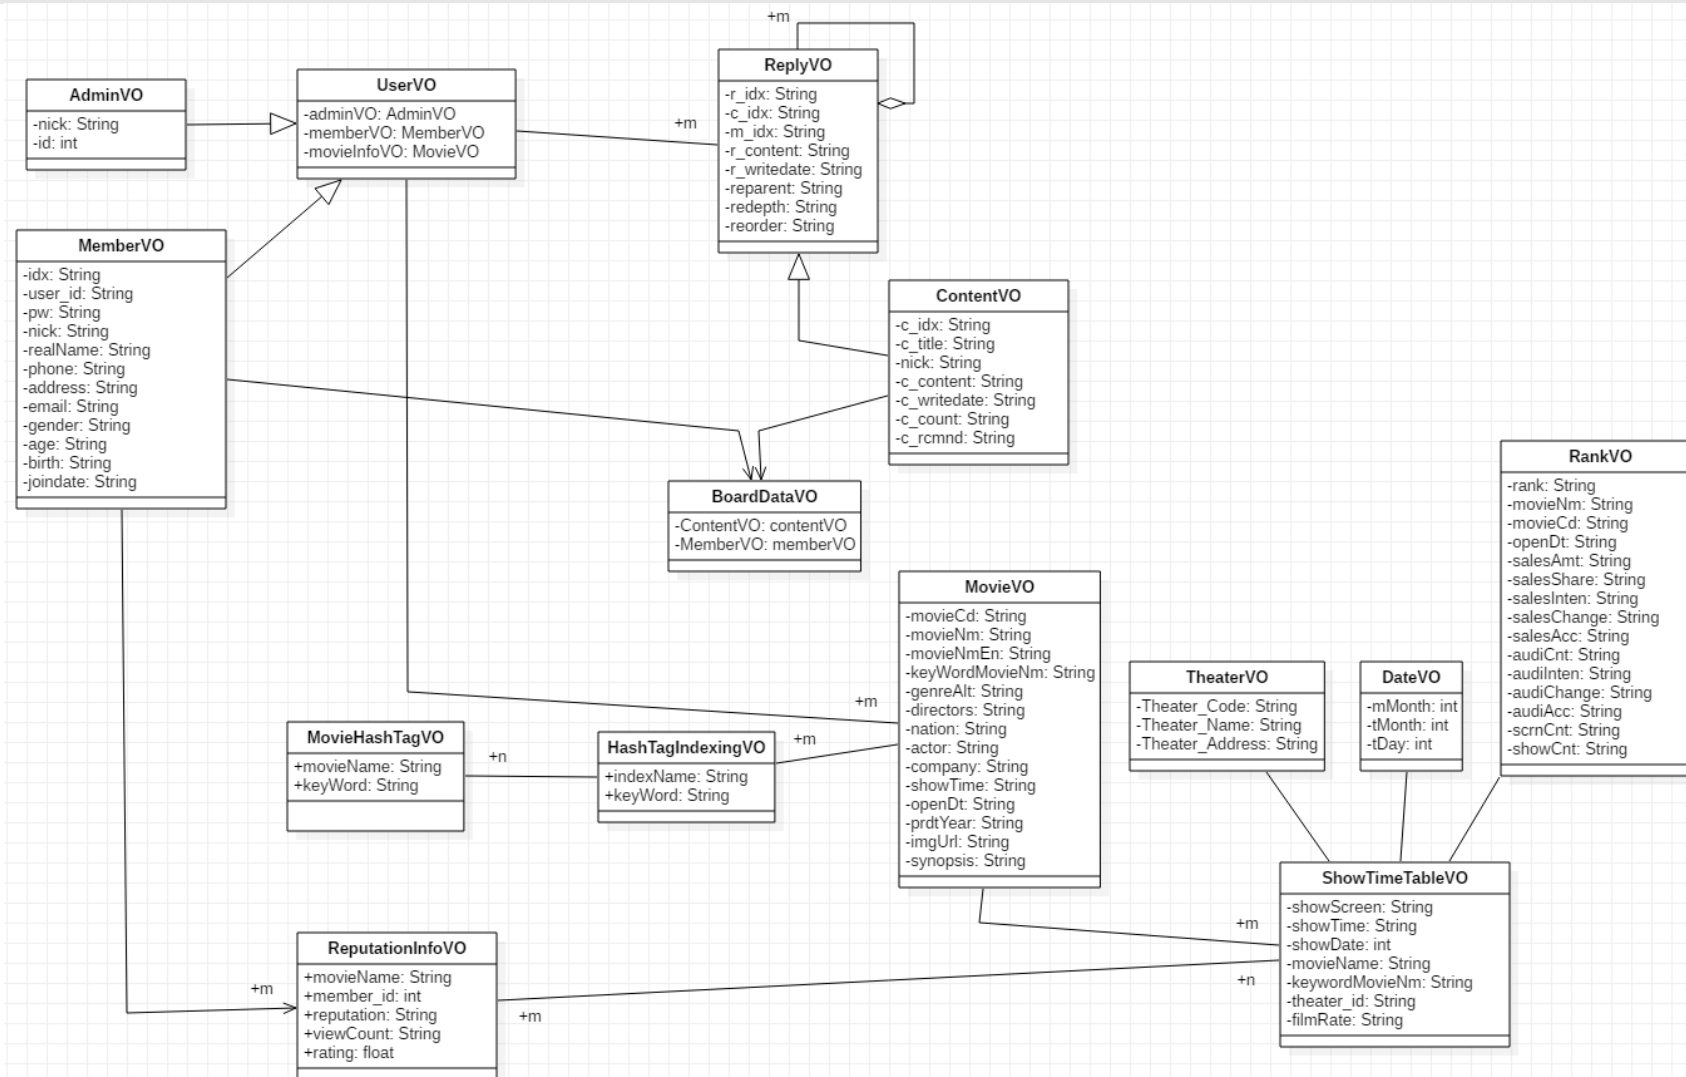 +m
AdminVO
-nick: String
-id: int
UserVO
-adminVO: AdminVO
-memberVO: MemberVO
-movieInfoVO: MovieVO
+m
ReplyVO
-r_idx: String
-c_idx: String
-m_idx: String
-r_content: String
-r_writedate: String
-reparent: String
-redepth: String
-reorder: String
MemberVO
-idx: String
-user_id: String
-pw: String
-nick: String
-realName: String
-phone: String
-address: String
-email: String
-gender: String
-age: String
-birth: String
-joindate: String
ContentVO
-c_idx: String
-c_title: String
-nick: String
-c_content: String
-c_writedate: String
-c_count: String
-c_rcmnd: String
BoardDataVO
-ContentVO: contentVO
-MemberVO: memberVO
RankVO
-rank: String
-movieNm: String
-movieCd: String
-openDt: String
-salesAmt: String
-salesShare: String
-salesInten: String
-salesChange: String
-salesAcc: String
-audiCnt: String
-audiInten: String
-audiChange: String
-audiAcc: String
-scrnCnt: String
-showCnt: String
MovieVO
-movieCd: String
-movieNm: String
-movieNmEn: String
-keyWordMovieNm: String
-genreAlt: String
-directors: String
-nation: String
-actor: String
-company: String
-showTime: String
-openDt: String
-prdtYear: String
-imgUrl: String
-synopsis: String
TheaterVO
-Theater_Code: String
-Theater_Name: String
-Theater_Address: String
DateVO
-mMonth: int
-tMonth: int
-tDay: int
+m
MovieHashTagVO
+movieName: String
+keyWord: String
+n
HashTagIndexingVO
+indexName: String
+keyWord: String
+m
ShowTimeTableVO
-showScreen: String
-showTime: String
-showDate: int
-movieName: String
-keywordMovieNm: String
-theater_id: String
-filmRate: String
+m
+n
ReputationInfoVO
+movieName: String
+member_id: int
+reputation: String
+viewCount: String
+rating: float
+m
+m